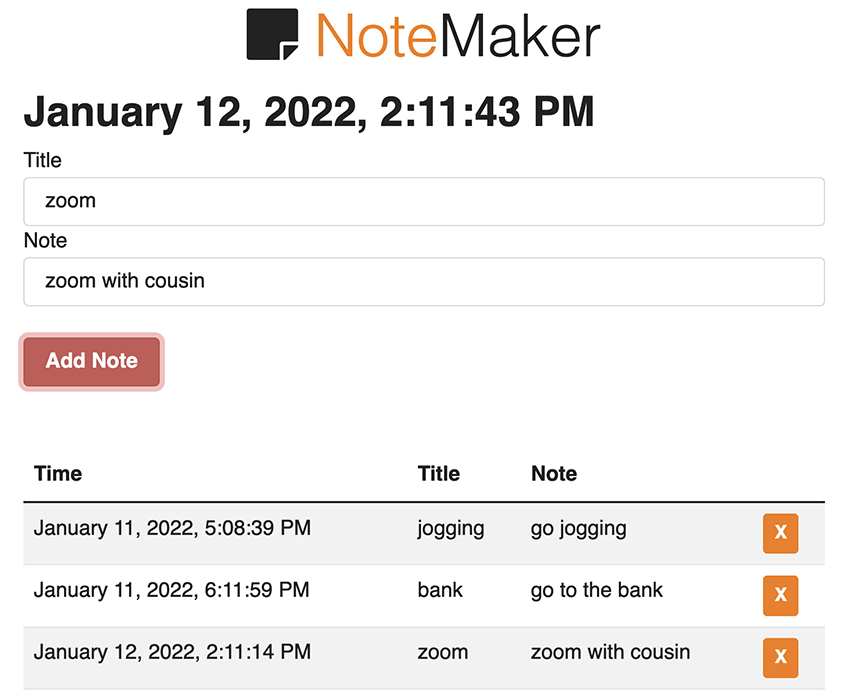 NoteMaker
January 12, 2022, 2:11:43 PM
Title
zoom
Note
zoom with cousin
Add Note
Time Title Note
January 11, 2022, 5:08:39 PM jogging go jogging X
January 11, 2022, 6:11:59 PM bank go to the bank X
January 12, 2022, 2:11:14 PM zoom zoom with cousin X